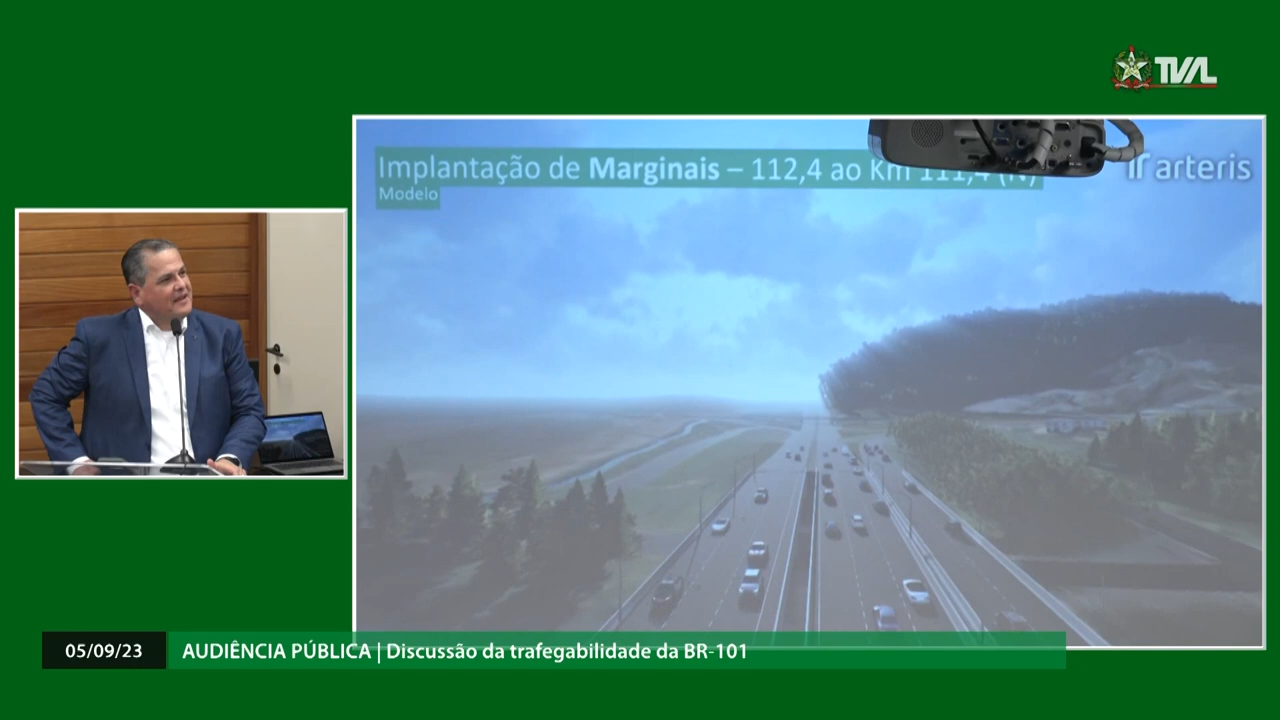 TVAL
Implantação de Marginais – 112,4 ao Km 111,4 (N)
Modelo
arteris
05/09/23
AUDIÊNCIA PÚBLICA | Discussão da trafegabilidade da BR-101